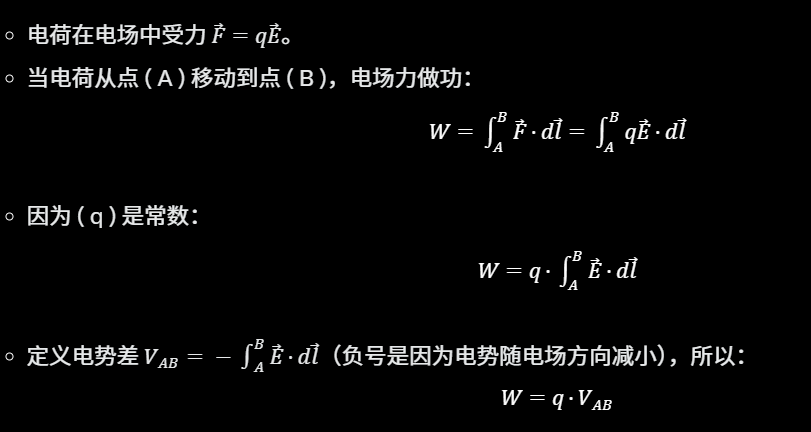 电荷在电场中受力 $\vec{F} = q\vec{E}$。
当电荷从点 ( A ) 移动到点 ( B )，电场力做功：
$W = \int_A^B \vec{F} \cdot d\vec{l} = \int_A^B q\vec{E} \cdot d\vec{l}$
因为 ( q ) 是常数：
$W = q \cdot \int_A^B \vec{E} \cdot d\vec{l}$
定义电势差 $V_{AB} = -\int_A^B \vec{E} \cdot d\vec{l}$（负号是因为电势随电场方向减小），所以：
$W = q \cdot V_{AB}$